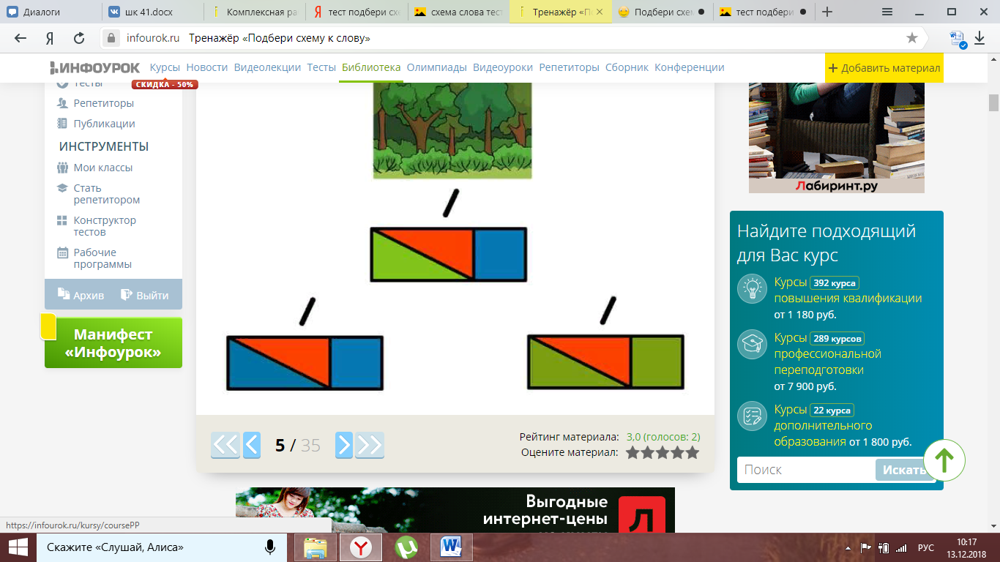 Диалоги
шк 41.docx
Комплексная ра
тест подбери схе
схема слова тест
Тренажёр «По
Подбери схем
тест подбери
infourok.ru Тренажёр «Подбери схему к слову»
ИНФОУРОК
Курсы Новости Видеолекции Тесты Библиотека Олимпиады Видеоуроки Репетиторы Сборник Конференции
+ Добавить материал
СКИДКА - 50%
Тесты
Репетиторы
Публикации
ИНСТРУМЕНТЫ
Мои классы
Стать
репетитором
Конструктор
тестов
Рабочие
программы
Архив Выйти
Манифест
«Инфоурок»
5 / 35
Рейтинг материала: 3,0 (голосов: 2)
Оцените материал:
Лабиринт.ру
Найдите подходящий
для Вас курс
Курсы 392 курса
повышения квалификации
от 1 180 руб.
Курсы 289 курсов
профессиональной
переподготовки
от 7 900 руб.
Курсы 22 курса
дополнительного
образования от 1 800 руб.
Поиск Искать
Выгодные
интернет-цены
Л
https://infourok.ru/kursy/coursePP
Скажите «Слушай, Алиса»
РУС
10:17
13.12.2018